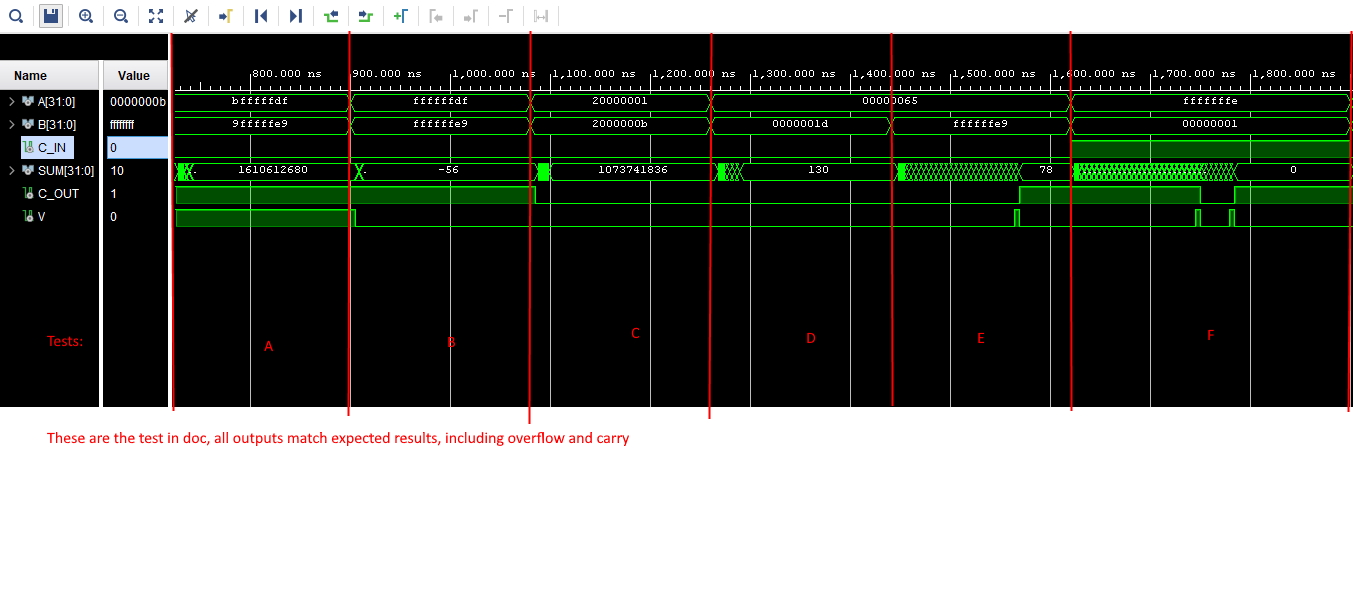 800.000 ns 900.000 ns 1,000.000 ns 1,100.000 ns 1,200.000 ns 1,300.000 ns 1,400.000 ns 1,500.000 ns 1,600.000 ns 1,700.000 ns 1,800.000 ns
Name Value
A[31:0] 0000000b bfffffdf ffffffdf 20000001 00000065 fffffffe
B[31:0] ffffffff 9fffffe9 ffffffe9 2000000b 0000001d ffffffe9 00000001
C_IN 0
SUM[31:0] 10 1610612680 -56 1073741836 130 78 0
C_OUT 1
V 0
Tests: A B C D E F
These are the test in doc, all outputs match expected results, including overflow and carry